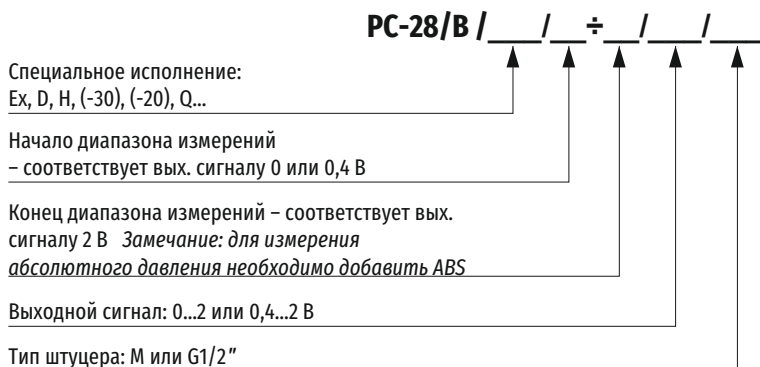 PC-28/B /___/__÷__/___/___
Специальное исполнение:
Ex, D, H, (-30), (-20), Q...
Начало диапазона измерений
– соответствует вых. сигналу 0 или 0,4 В
Конец диапазона измерений – соответствует вых.
сигналу 2 В Замечание: для измерения
абсолютного давления необходимо добавить ABS
Выходной сигнал: 0...2 или 0,4...2 В
Тип штуцера: M или G1/2"